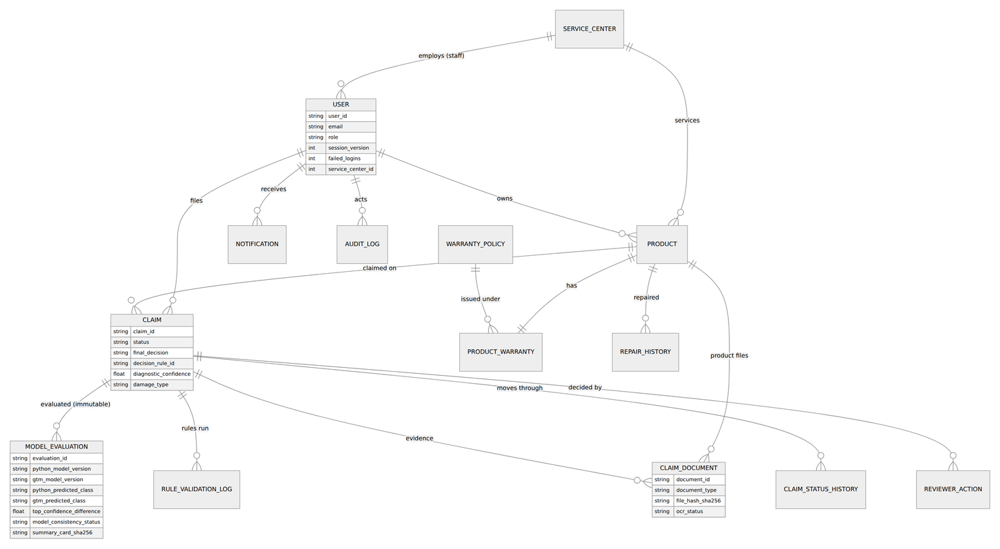 SERVICE_CENTER
employs (staff)
USER
string user_id
string email
string role
int session_version
int failed_logins
int service_center_id
services
files
receives
acts
owns
NOTIFICATION
AUDIT_LOG
WARRANTY_POLICY
PRODUCT
claimed on
issued under
has
repaired
product files
CLAIM
string claim_id
string status
string final_decision
string decision_rule_id
float diagnostic_confidence
string damage_type
PRODUCT_WARRANTY
REPAIR_HISTORY
evaluated (immutable)
rules run
evidence
moves through
decided by
MODEL_EVALUATION
string evaluation_id
string python_model_version
string gtm_model_version
string python_predicted_class
string gtm_predicted_class
float top_confidence_difference
string model_consistency_status
string summary_card_sha256
RULE_VALIDATION_LOG
CLAIM_DOCUMENT
string document_id
string document_type
string file_hash_sha256
string ocr_status
CLAIM_STATUS_HISTORY
REVIEWER_ACTION